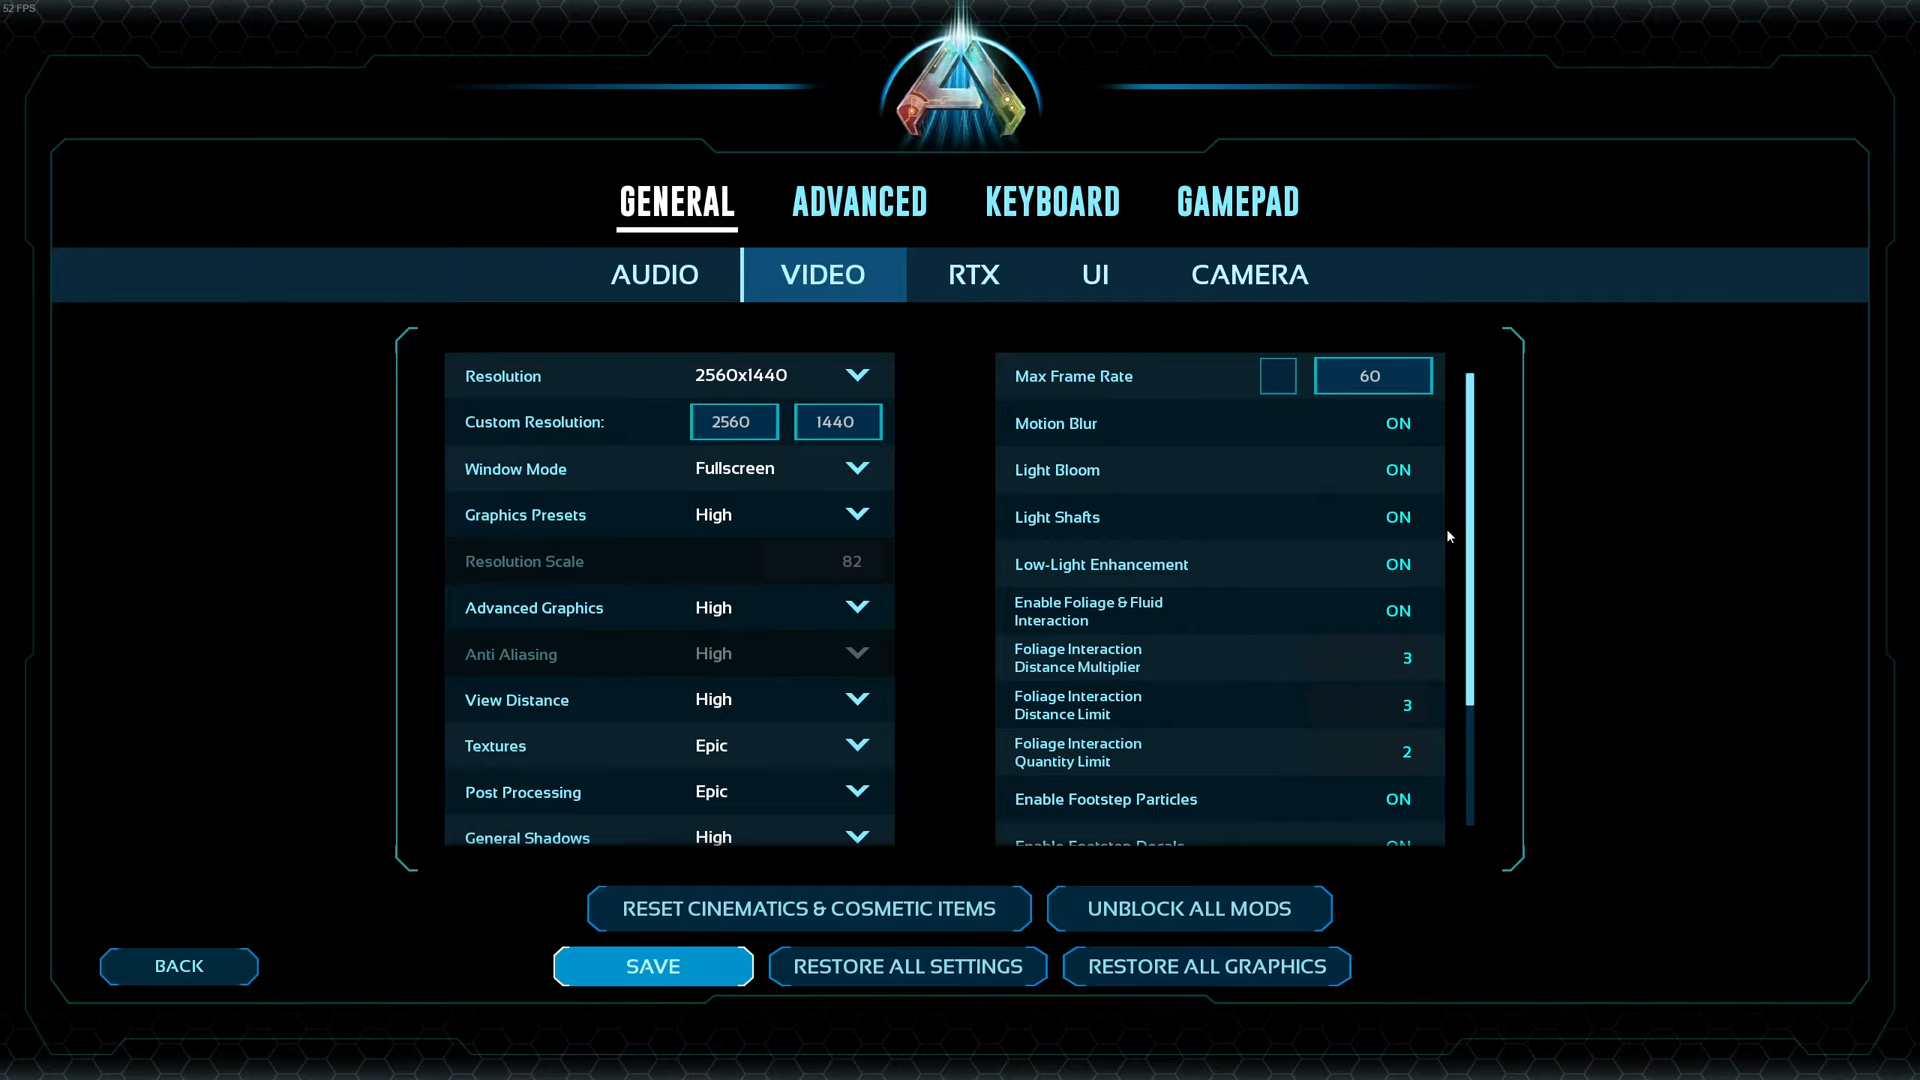 52 FPS
GENERAL ADVANCED KEYBOARD GAMEPAD
AUDIO VIDEO RTX UI CAMERA
Resolution 2560x1440
Custom Resolution: 2560 1440
Window Mode Fullscreen
Graphics Presets High
Resolution Scale 82
Advanced Graphics High
Anti Aliasing High
View Distance High
Textures Epic
Post Processing Epic
General Shadows High
Max Frame Rate 60
Motion Blur ON
Light Bloom ON
Light Shafts ON
Low-Light Enhancement ON
Enable Foliage & Fluid
Interaction ON
Foliage Interaction
Distance Multiplier 3
Foliage Interaction
Distance Limit 3
Foliage Interaction
Quantity Limit 2
Enable Footstep Particles ON
Enable Footstep Decals ON
RESET CINEMATICS & COSMETIC ITEMS UNBLOCK ALL MODS
BACK SAVE RESTORE ALL SETTINGS RESTORE ALL GRAPHICS